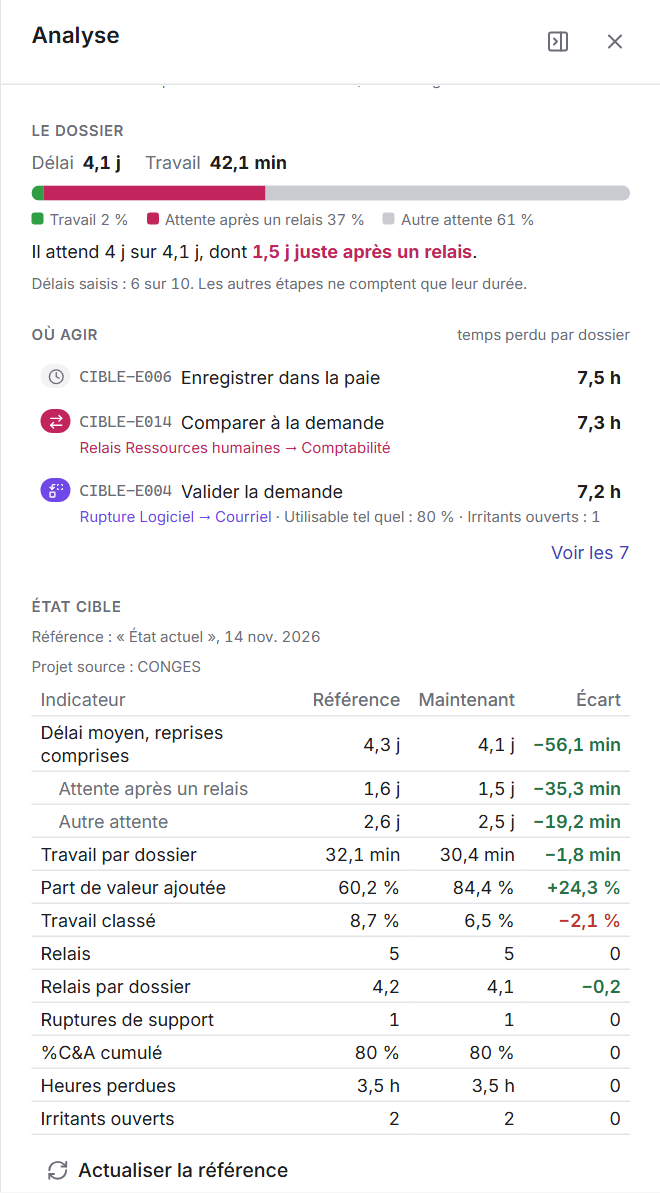 Analyse
LE DOSSIER
Délai 4,1 j Travail 42,1 min
Travail 2 % Attente après un relais 37 % Autre attente 61 %
Il attend 4 j sur 4,1 j, dont 1,5 j juste après un relais.
Délais saisis : 6 sur 10. Les autres étapes ne comptent que leur durée.
OÙ AGIR temps perdu par dossier
CIBLE-E006 Enregistrer dans la paie 7,5 h
CIBLE-E014 Comparer à la demande 7,3 h
Relais Ressources humaines → Comptabilité
CIBLE-E004 Valider la demande 7,2 h
Rupture Logiciel → Courriel · Utilisable tel quel : 80 % · Irritants ouverts : 1
Voir les 7
ÉTAT CIBLE
Référence : « État actuel », 14 nov. 2026
Projet source : CONGES
Indicateur Référence Maintenant Écart
Délai moyen, reprises
comprises 4,3 j 4,1 j −56,1 min
Attente après un relais 1,6 j 1,5 j −35,3 min
Autre attente 2,6 j 2,5 j −19,2 min
Travail par dossier 32,1 min 30,4 min −1,8 min
Part de valeur ajoutée 60,2 % 84,4 % +24,3 %
Travail classé 8,7 % 6,5 % −2,1 %
Relais 5 5 0
Relais par dossier 4,2 4,1 −0,2
Ruptures de support 1 1 0
%C&A cumulé 80 % 80 % 0
Heures perdues 3,5 h 3,5 h 0
Irritants ouverts 2 2 0
Actualiser la référence